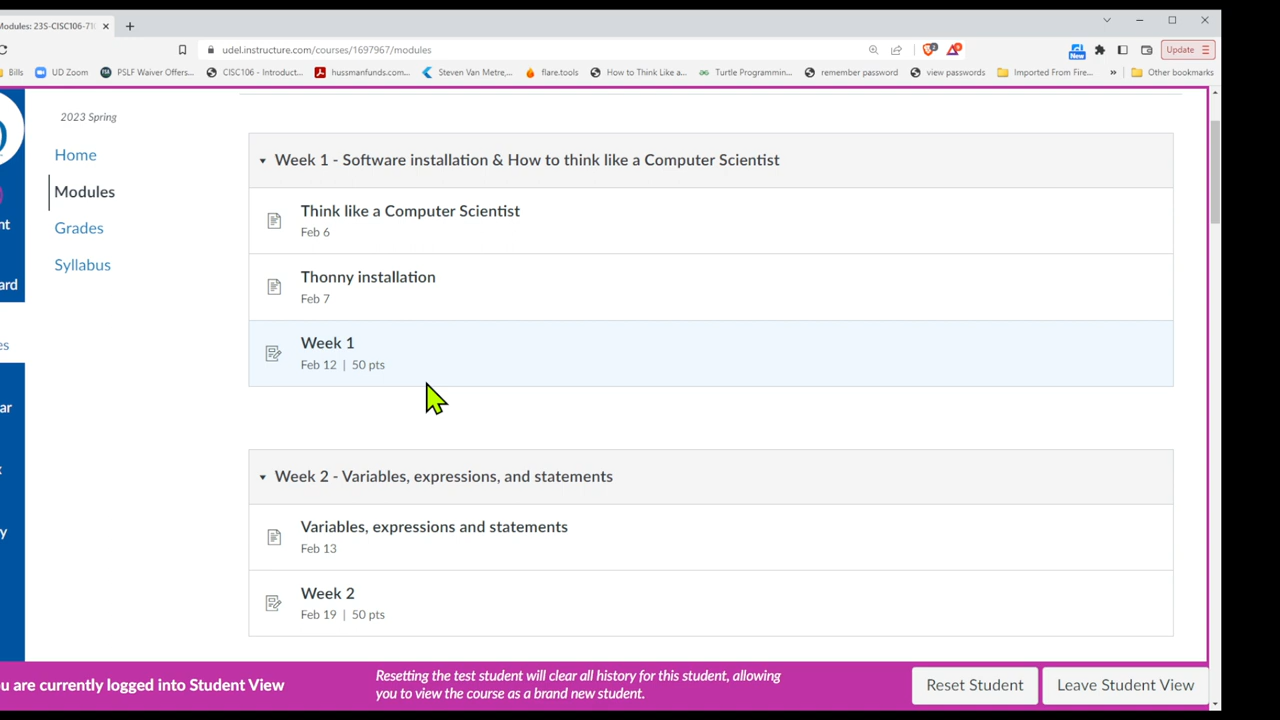 Modules: 23S-CISC106-71
udel.instructure.com/courses/1697967/modules
Update
Bills
UD Zoom
PSLF Waiver Offers...
CISC106 - Introduct...
hussmanfunds.com...
Steven Van Metre,...
flare.tools
How to Think Like a...
Turtle Programmin...
remember password
view passwords
Imported From Fire...
»
Other bookmarks
New
2023 Spring
Home
Modules
Grades
Syllabus
nt
ard
es
ar
y
Week 1 - Software installation & How to think like a Computer Scientist
Think like a Computer Scientist
Feb 6
Thonny installation
Feb 7
Week 1
Feb 12 | 50 pts
Week 2 - Variables, expressions, and statements
Variables, expressions and statements
Feb 13
Week 2
Feb 19 | 50 pts
u are currently logged into Student View
Resetting the test student will clear all history for this student, allowing
you to view the course as a brand new student.
Reset Student
Leave Student View